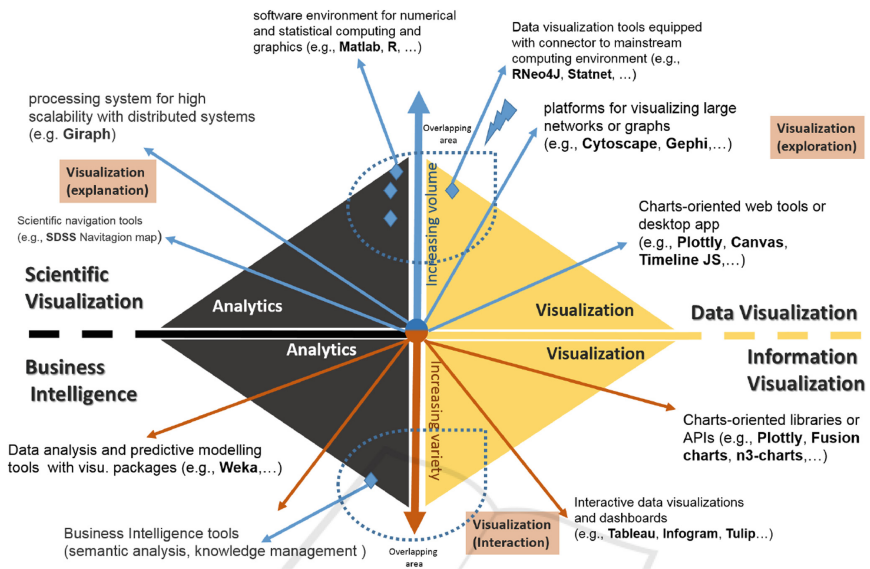 software environment for numerical
and statistical computing and
graphics (e.g., Matlab, R, …)
Data visualization tools equipped
with connector to mainstream
computing environment (e.g.,
RNeo4J, Statnet, …)
processing system for high
scalability with distributed systems
(e.g. Giraph)
Overlapping
area
platforms for visualizing large
networks or graphs
(e.g., Cytoscape, Gephi,…)
Visualization
(exploration)
Visualization
(explanation)
Increasing volume
Scientific navigation tools
(e.g., SDSS Navitagion map)
Charts-oriented web tools or
desktop app
(e.g., Plottly, Canvas,
Timeline JS,…)
Scientific
Visualization
Analytics
Visualization
Data Visualization
Business
Intelligence
Analytics
Visualization
Information
Visualization
Increasing variety
Charts-oriented libraries or
APIs (e.g., Plottly, Fusion
charts, n3-charts,…)
Data analysis and predictive modelling
tools with visu. packages (e.g., Weka,…)
Interactive data visualizations
and dashboards
(e.g., Tableau, Infogram, Tulip…)
Business Intelligence tools
(semantic analysis, knowledge management )
Visualization
(Interaction)
Overlapping
area